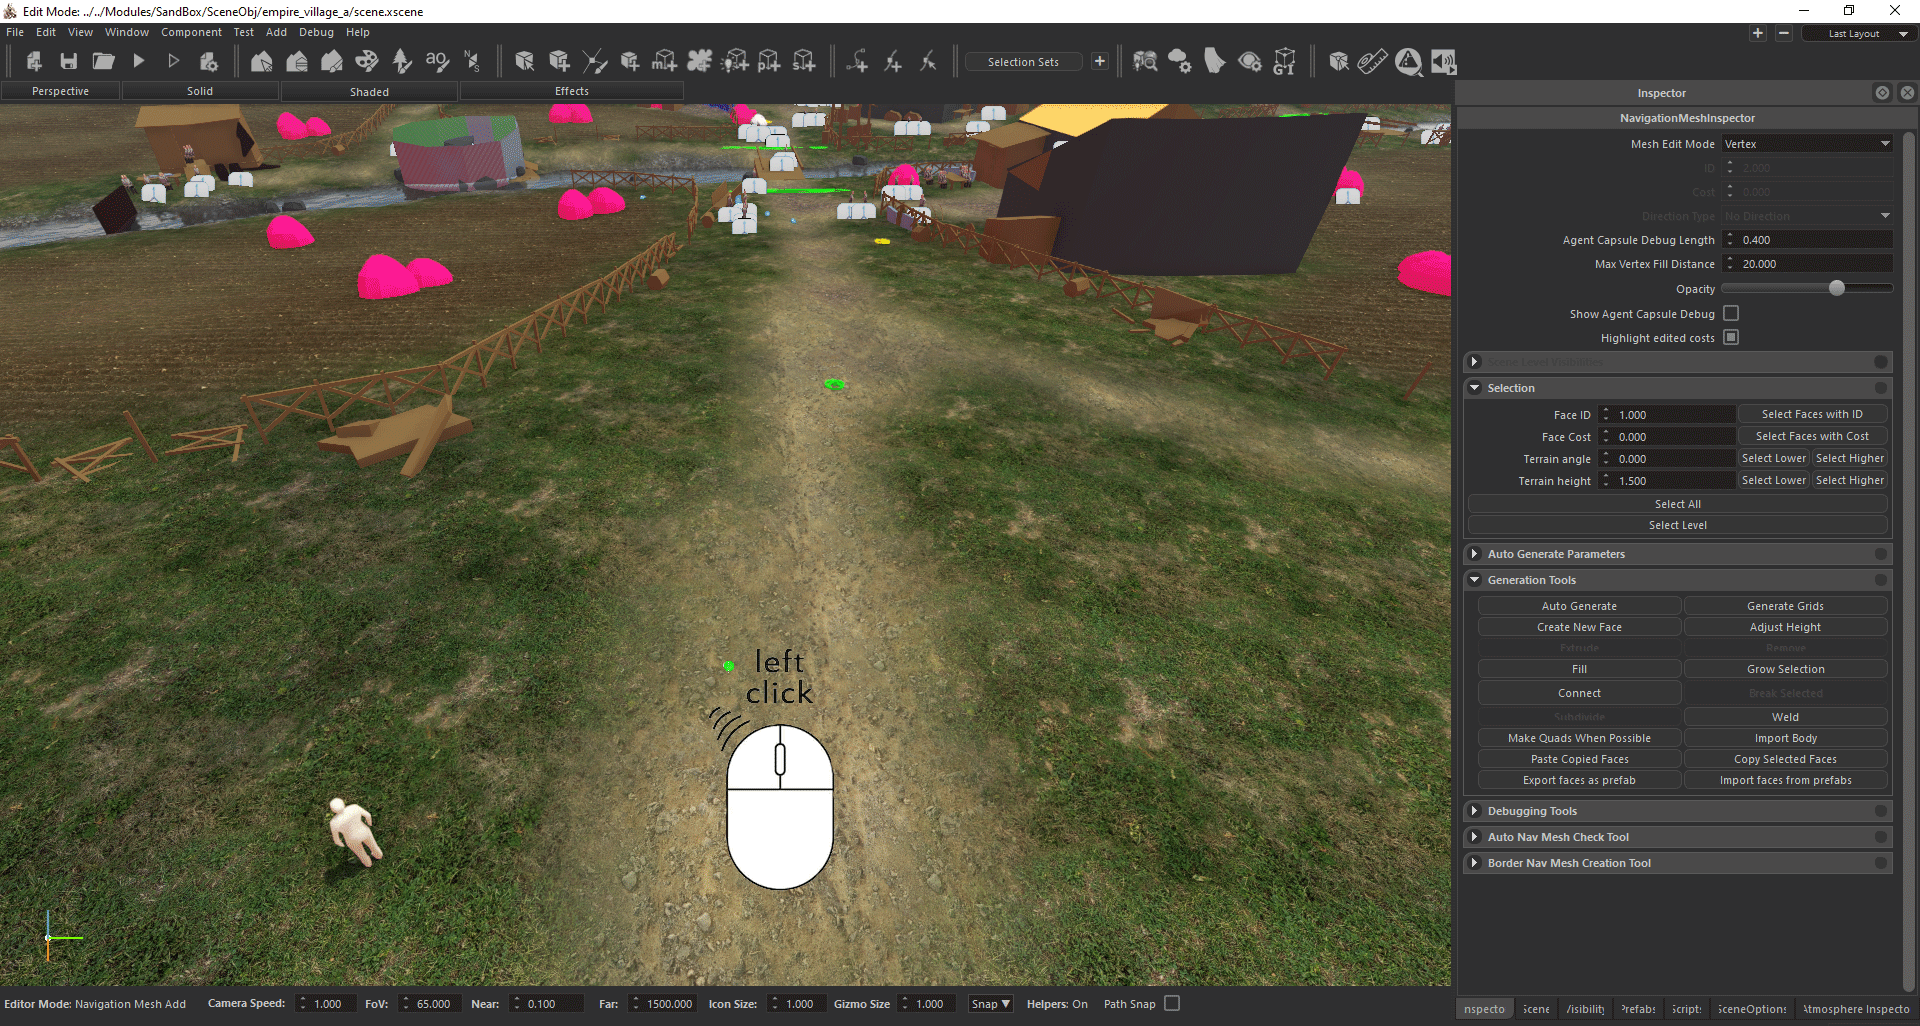 Edit Mode: ../../Modules/SandBox/SceneObj/empire_village_a/scene.xscene
File Edit View Window Component Test Add Debug Help
Last Layout
ao
Selection Sets
GI
Perspective Solid Shaded Effects
Inspector
NavigationMeshInspector
Mesh Edit Mode Vertex
ID 2.000
Cost 0.000
Direction Type No Direction
Agent Capsule Debug Length 0.400
Max Vertex Fill Distance 20.000
Opacity
Show Agent Capsule Debug
Highlight edited costs
Scene Level Visibilities
Selection
Face ID 1.000 Select Faces with ID
Face Cost 0.000 Select Faces with Cost
Terrain angle 0.000 Select Lower Select Higher
Terrain height 1.500 Select Lower Select Higher
Select All
Select Level
Auto Generate Parameters
Generation Tools
Auto Generate Generate Grids
Create New Face Adjust Height
Extrude Remove
Fill Grow Selection
Connect Break Selected
Subdivide Weld
Make Quads When Possible Import Body
Paste Copied Faces Copy Selected Faces
Export faces as prefab Import faces from prefabs
Debugging Tools
Auto Nav Mesh Check Tool
Border Nav Mesh Creation Tool
left
click
Editor Mode: Navigation Mesh Add Camera Speed: 1.000 FoV: 65.000 Near: 0.100 Far: 1500.000 Icon Size: 1.000 Gizmo Size 1.000 Snap ▼ Helpers: On Path Snap
nspecto Scene /isibility Prefabs Scripts SceneOptions Atmosphere Inspecto